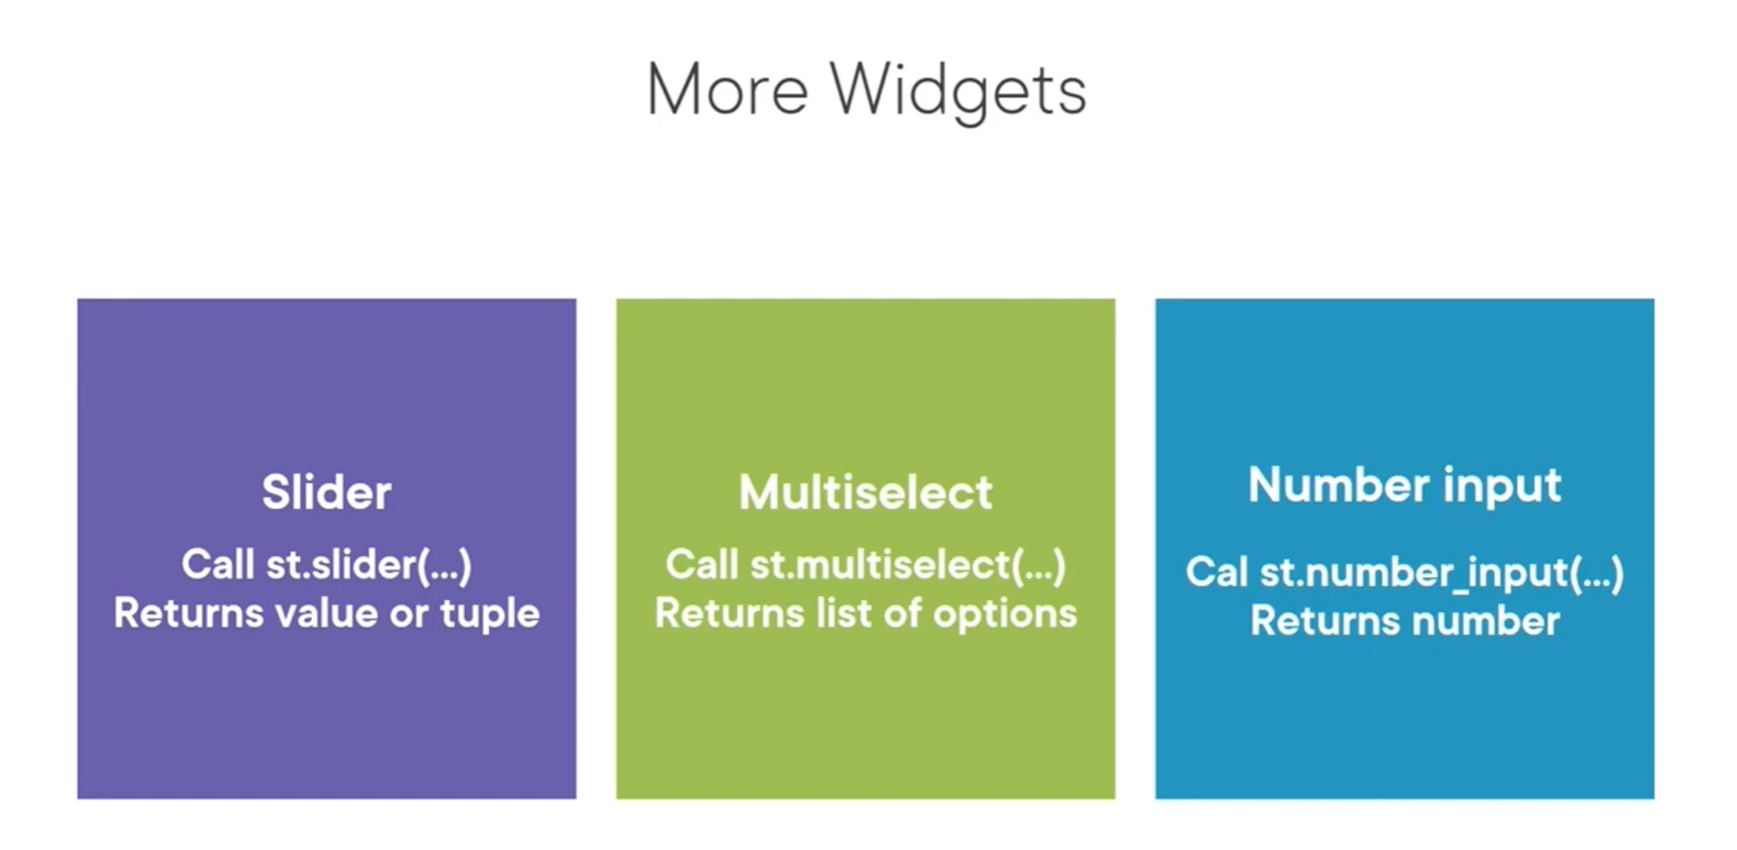 More Widgets
Slider
Call st.slider(...)
Returns value or tuple
Multiselect
Call st.multiselect(...)
Returns list of options
Number input
Cal st.number_input(...)
Returns number